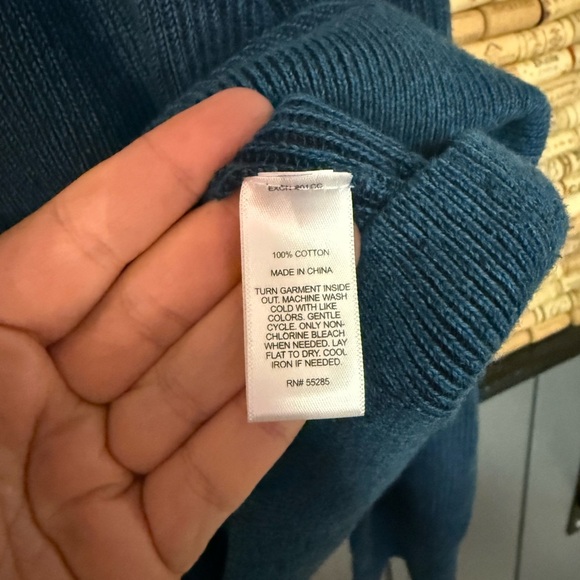 100% COTTON
MADE IN CHINA
TURN GARMENT INSIDE
OUT. MACHINE WASH
COLD WITH LIKE
COLORS. GENTLE
CYCLE. ONLY NON-
CHLORINE BLEACH
WHEN NEEDED. LAY
FLAT TO DRY. COOL
IRON IF NEEDED.
RN# 55285